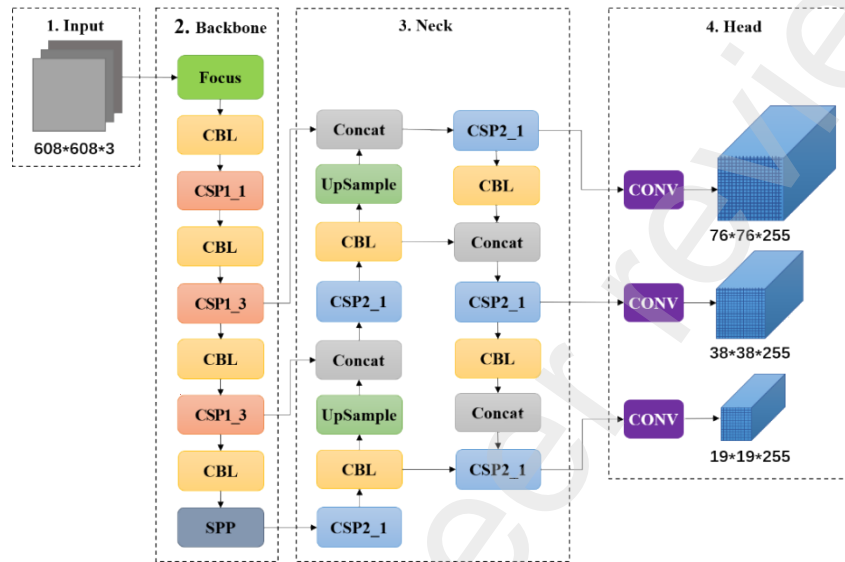 1. Input
608*608*3
2. Backbone
Focus
CBL
CSP1_1
CBL
CSP1_3
CBL
CSP1_3
CBL
SPP
3. Neck
Concat
UpSample
CBL
CSP2_1
Concat
UpSample
CBL
CSP2_1
CSP2_1
CBL
Concat
CSP2_1
CBL
Concat
CSP2_1
4. Head
CONV
76*76*255
CONV
38*38*255
CONV
19*19*255
eer revie